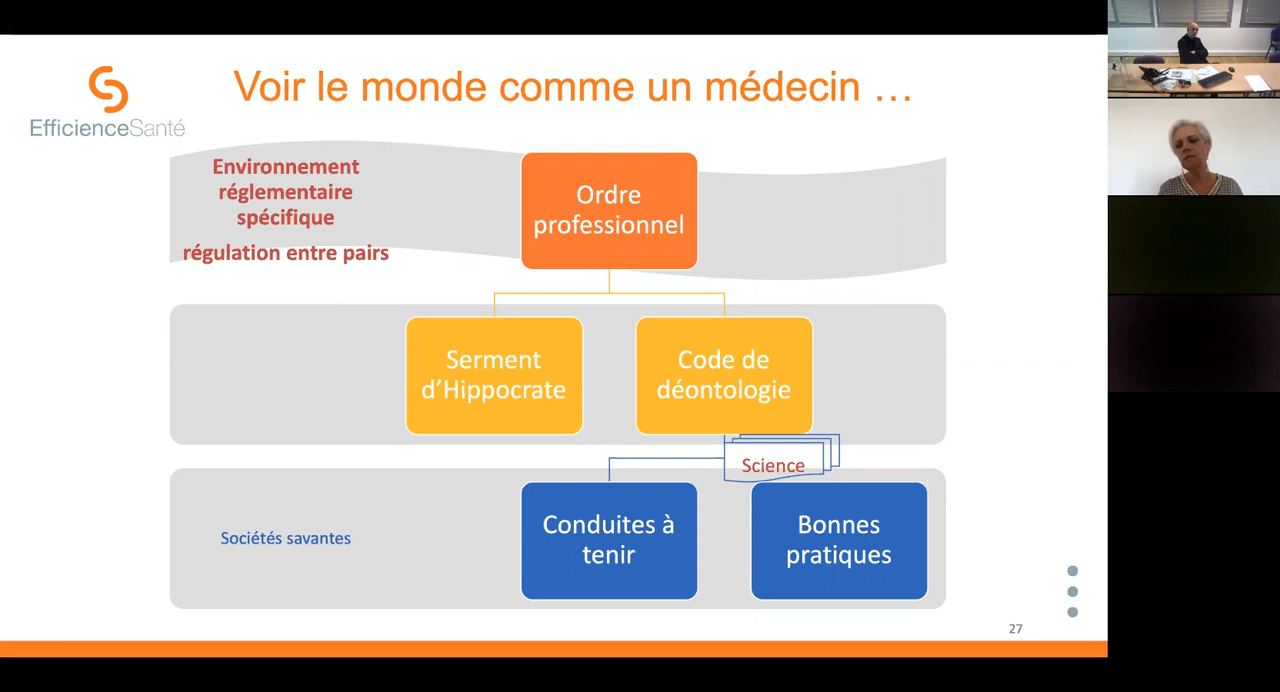 Voir le monde comme un médecin …
EfficienceSanté
Environnement
réglementaire
spécifique
régulation entre pairs
Ordre
professionnel
Serment
d’Hippocrate
Code de
déontologie
Science
Sociétés savantes
Conduites à
tenir
Bonnes
pratiques
27